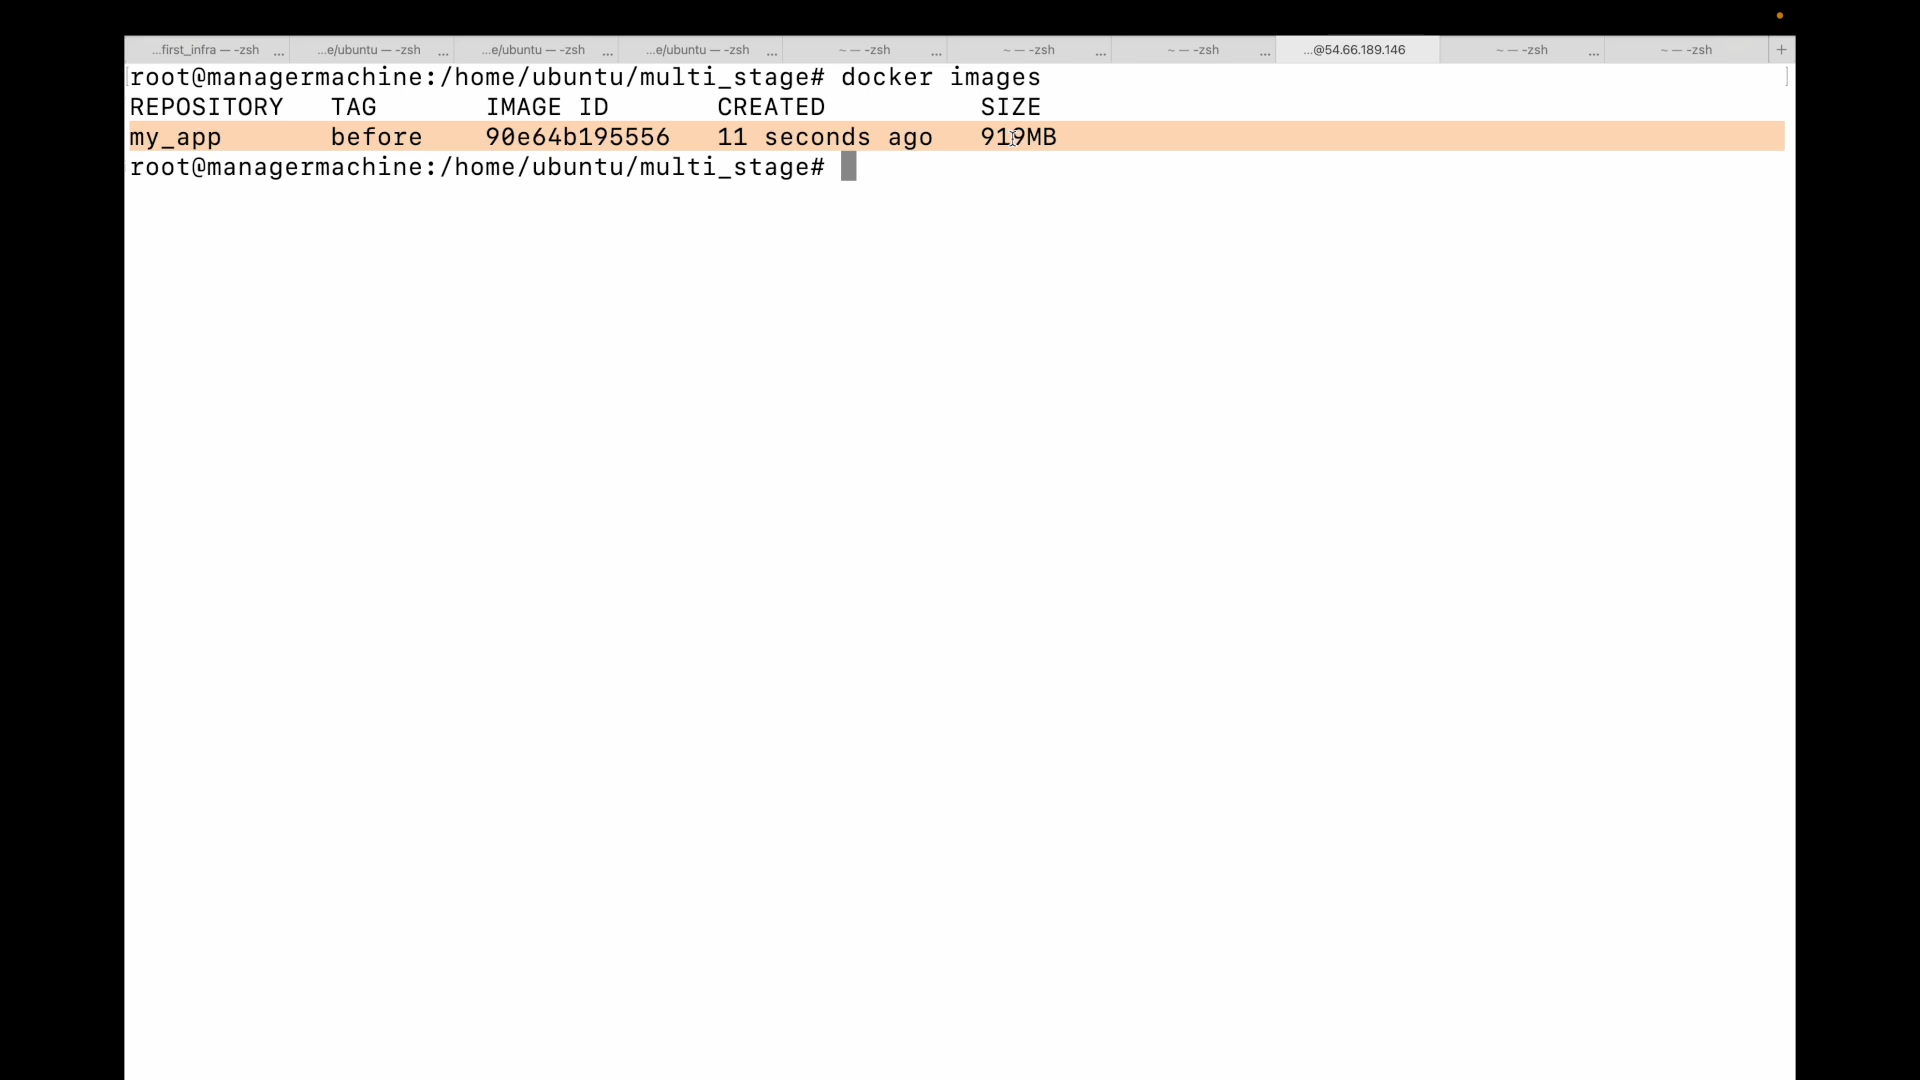 ...first_infra — -zsh ... ...e/ubuntu — -zsh ... ...e/ubuntu — -zsh ... ...e/ubuntu — -zsh ... ~ — -zsh ... ~ — -zsh ... ~ — -zsh ... ...@54.66.189.146 ~ — -zsh ... ~ — -zsh +
root@managermachine:/home/ubuntu/multi_stage# docker images
REPOSITORY TAG IMAGE ID CREATED SIZE
my_app before 90e64b195556 11 seconds ago 919MB
root@managermachine:/home/ubuntu/multi_stage#